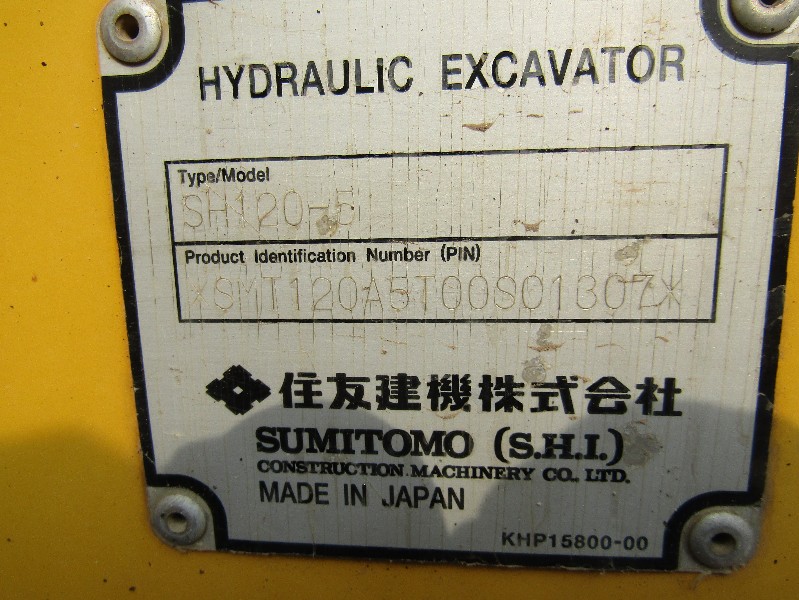 HYDRAULIC EXCAVATOR
Type/Model
SH120-5
Product Identification Number (PIN)
*SMT120A5T00S01307*
住友建機株式会社
SUMITOMO (S.H.I.)
CONSTRUCTION MACHINERY CO., LTD.
MADE IN JAPAN
KHP15800-00